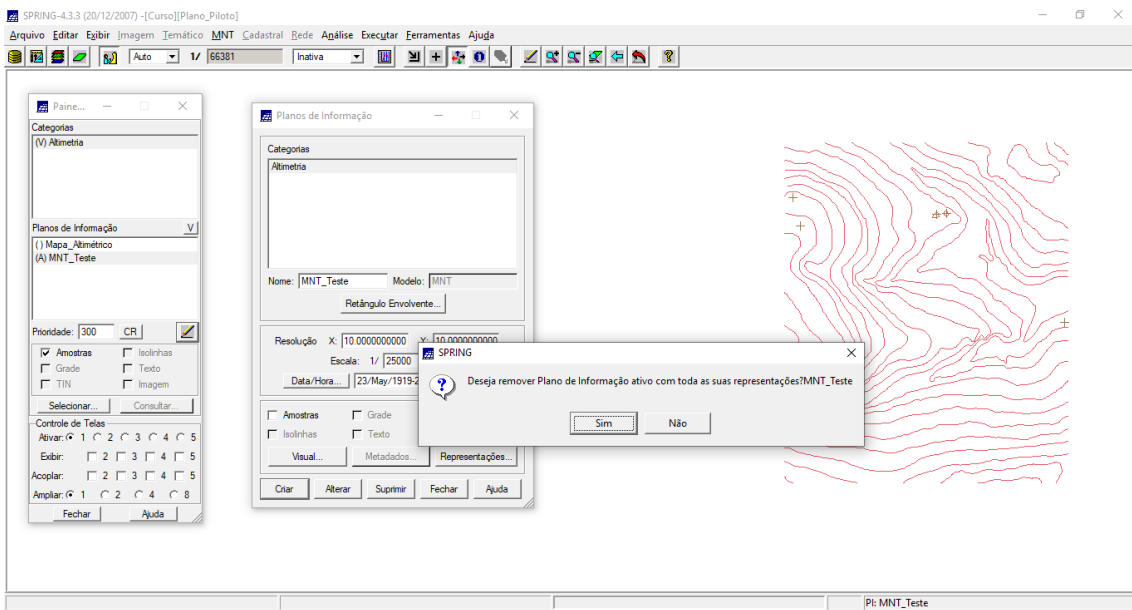 SPRING-4.3.3 (20/12/2007) -[Curso][Plano_Piloto]
Arquivo Editar Exibir Imagem Temático MNT Cadastral Rede Análise Executar Ferramentas Ajuda
Auto 1/ 66381 Inativa
Paine...
Categorias
(V) Altimetria
Planos de Informação V
( ) Mapa_Altimétrico
(A) MNT_Teste
Prioridade: 300 CR
Amostras Isolinhas
Grade Texto
TIN Imagem
Selecionar... Consultar...
Controle de Telas
Ativar: 1 2 3 4 5
Exibir: 2 3 4 5
Acoplar: 2 3 4 5
Ampliar: 1 2 4 8
Fechar Ajuda
Planos de Informação
Categorias
Altimetria
Nome: MNT_Teste Modelo: MNT
Retângulo Envolvente...
Resolução X: 10.0000000000 Y: 10.0000000000
Escala: 1/ 25000
Data/Hora... 23/May/1919-2
Amostras Grade
Isolinhas Texto
Visual... Metadados... Representações...
Criar Alterar Suprimir Fechar Ajuda
SPRING
Deseja remover Plano de Informação ativo com toda as suas representações?MNT_Teste
Sim Não
PI: MNT_Teste